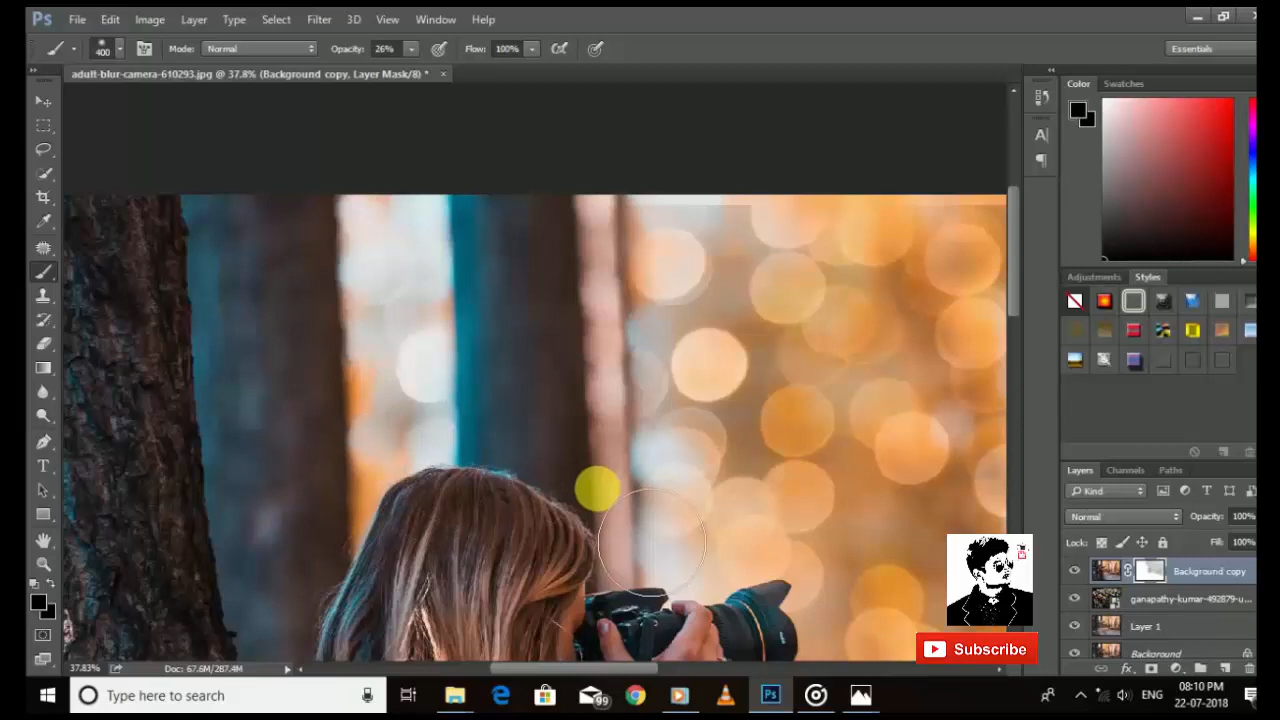 Ps File Edit Image Layer Type Select Filter 3D View Window Help
400 Mode: Normal Opacity: 26% Flow: 100% Essentials
adult-blur-camera-610293.jpg @ 37.8% (Background copy, Layer Mask/8) * ×
Color Swatches
Adjustments Styles
Layers Channels Paths
Kind
Normal Opacity: 100%
Lock: Fill: 100%
Background copy
ganapathy-kumar-492879-u...
Layer 1
Background
Subscribe
37.83% Doc: 67.6M/287.4M
Type here to search
99
Ps
ENG
08:10 PM
22-07-2018